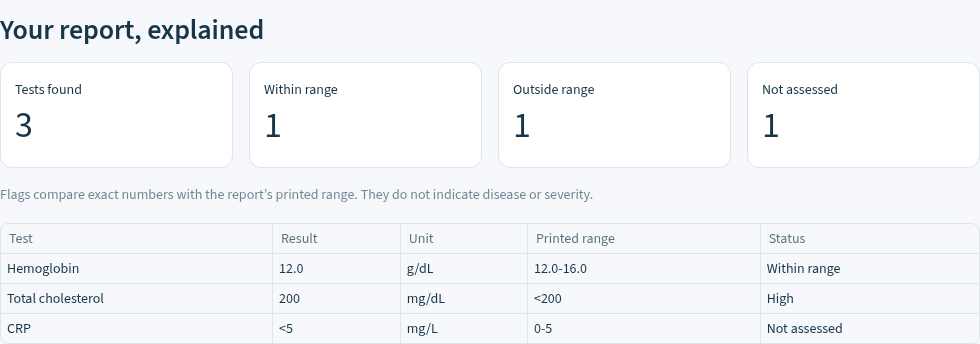 Your report, explained
Tests found
3
Within range
1
Outside range
1
Not assessed
1
Flags compare exact numbers with the report's printed range. They do not indicate disease or severity.
Test Result Unit Printed range Status
Hemoglobin 12.0 g/dL 12.0-16.0 Within range
Total cholesterol 200 mg/dL <200 High
CRP <5 mg/L 0-5 Not assessed